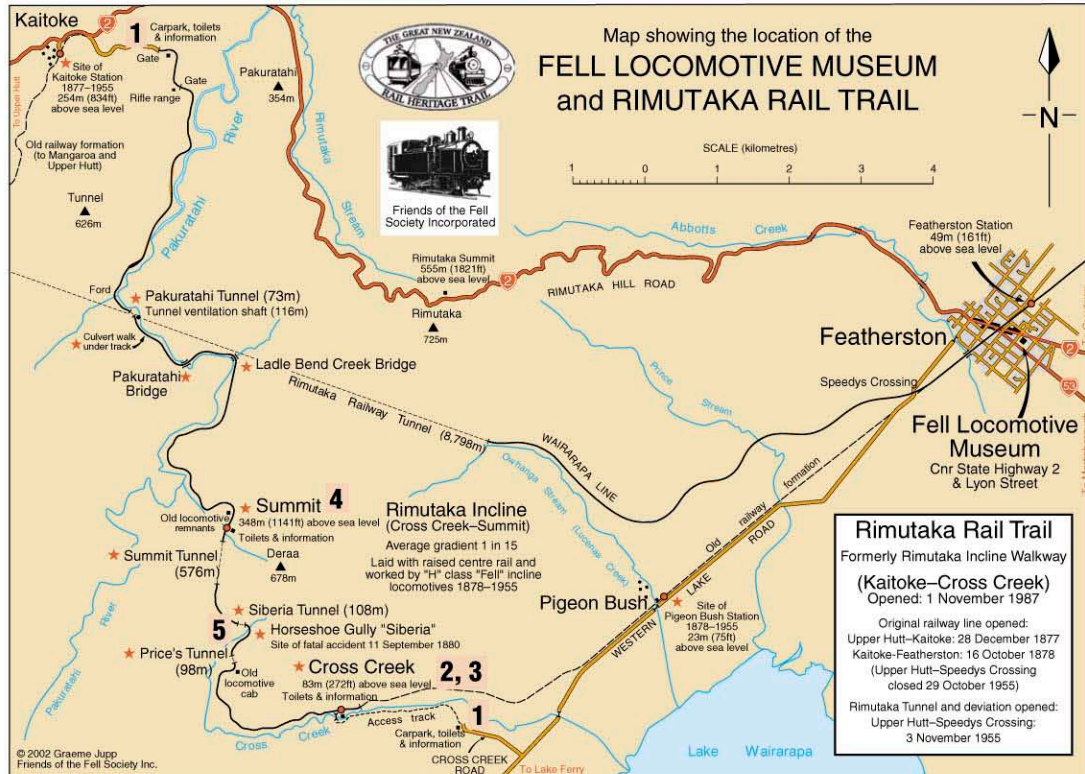 Kaitoke
2
1
Carpark, toilets
& information
Gate
Gate
Rifle range
Site of
Kaitoke Station
1877–1955
254m (834ft)
above sea level
To Upper Hutt
Old railway formation
(to Mangaroa and
Upper Hutt)
Tunnel
626m
Pakuratahi
River
Pakuratahi
354m
Rimutaka
Stream
THE GREAT NEW ZEALAND
RAIL HERITAGE TRAIL
Friends of the Fell
Society Incorporated
Map showing the location of the
FELL LOCOMOTIVE MUSEUM
and RIMUTAKA RAIL TRAIL
N
SCALE (kilometres)
1 0 1 2 3 4
Abbotts
Creek
Featherston Station
49m (161ft)
above sea level
Rimutaka Summit
555m (1821ft)
above sea level
2
RIMUTAKA HILL ROAD
Rimutaka
725m
Ford
Pakuratahi Tunnel (73m)
Tunnel ventilation shaft (116m)
Culvert walk
under track
Pakuratahi
Bridge
Ladle Bend Creek Bridge
Rimutaka Railway Tunnel (8,798m)
Featherston
2
53
Speedys Crossing
Prince
Stream
Fell Locomotive
Museum
Cnr State Highway 2
& Lyon Street
WAIRARAPA LINE
Owhanga Stream
(Lucenas Creek)
Old railway formation
WESTERN LAKE ROAD
Summit 4
348m (1141ft) above sea level
Toilets & information
Old locomotive
remnants
Summit Tunnel
(576m)
Deraa
678m
Rimutaka Incline
(Cross Creek–Summit)
Average gradient 1 in 15
Laid with raised centre rail and
worked by "H" class "Fell" incline
locomotives 1878–1955
Pigeon Bush
Site of
Pigeon Bush Station
1878–1955
23m (75ft)
above sea level
Siberia Tunnel (108m)
5
Horseshoe Gully "Siberia"
Site of fatal accident 11 September 1880
Price's Tunnel
(98m)
Old
locomotive
cab
Pakuratahi
River
Cross Creek
83m (272ft) above sea level
Toilets & information
2, 3
Access track
1
Carpark, toilets
& information
Cross
Creek
CROSS CREEK
ROAD
To Lake Ferry
Lake Wairarapa
Rimutaka Rail Trail
Formerly Rimutaka Incline Walkway
(Kaitoke–Cross Creek)
Opened: 1 November 1987
Original railway line opened:
Upper Hutt–Kaitoke: 28 December 1877
Kaitoke-Featherston: 16 October 1878
(Upper Hutt–Speedys Crossing
closed 29 October 1955)
Rimutaka Tunnel and deviation opened:
Upper Hutt–Speedys Crossing:
3 November 1955
© 2002 Graeme Jupp
Friends of the Fell Society Inc.